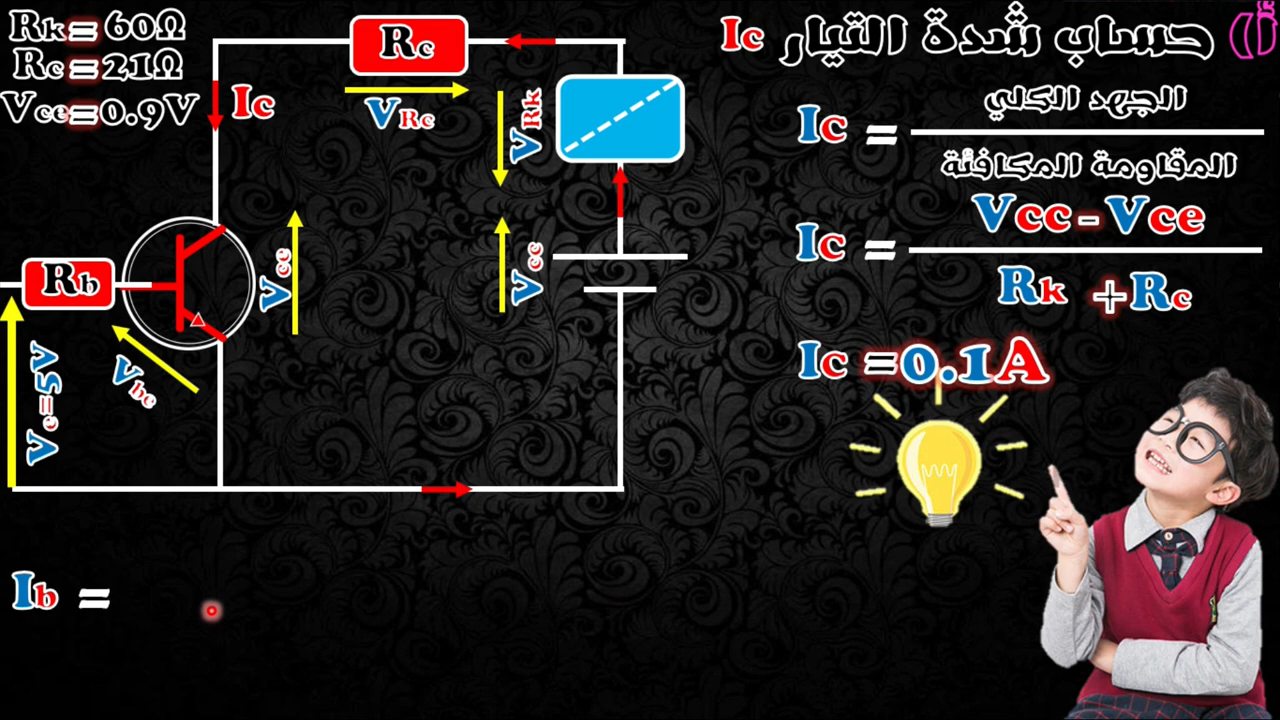 Rk=60Ω
Rc=21Ω
Vce=0.9V
Rc
Ic
VRc
VRk
Vce
Vcc
Rb
Vbe
Ve=5V
Ib =
أ) حساب شدة التيار Ic
الجهد الكلي
Ic =
المقاومة المكافئة
Vcc - Vce
Ic =
Rk +Rc
Ic =0.1A